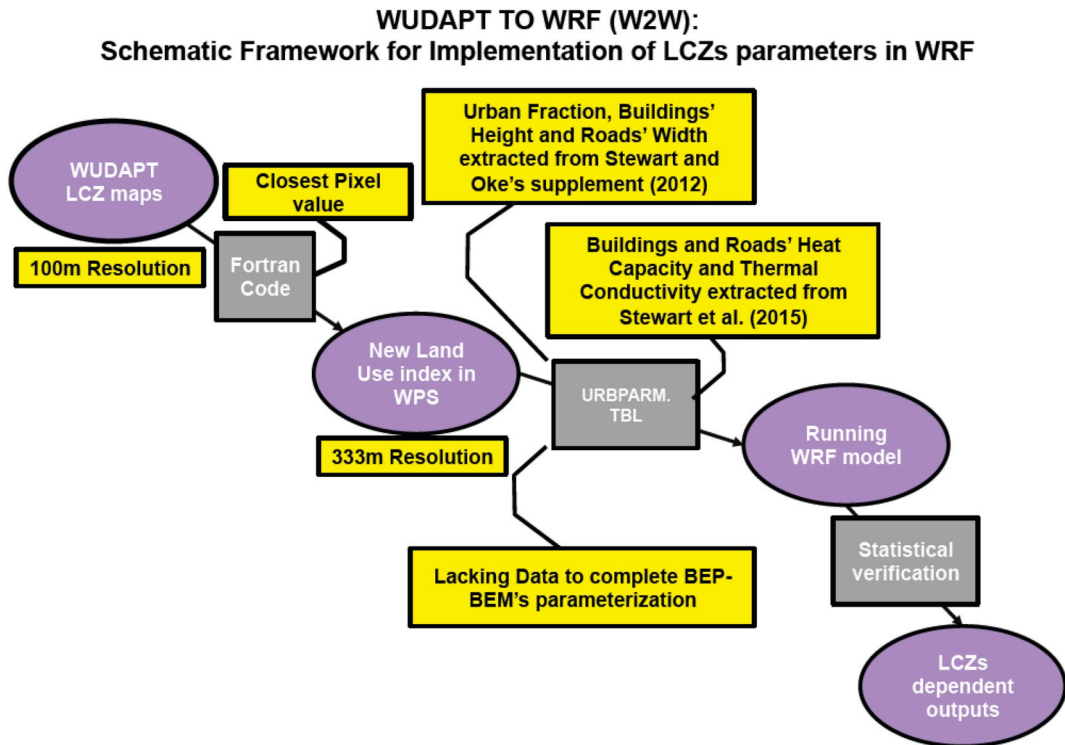 WUDAPT TO WRF (W2W):
Schematic Framework for Implementation of LCZs parameters in WRF
WUDAPT
LCZ maps
100m Resolution
Closest Pixel
value
Fortran
Code
Urban Fraction, Buildings’
Height and Roads’ Width
extracted from Stewart and
Oke’s supplement (2012)
Buildings and Roads’ Heat
Capacity and Thermal
Conductivity extracted from
Stewart et al. (2015)
New Land
Use index in
WPS
333m Resolution
URBPARM.
TBL
Running
WRF model
Lacking Data to complete BEP-
BEM’s parameterization
Statistical
verification
LCZs
dependent
outputs